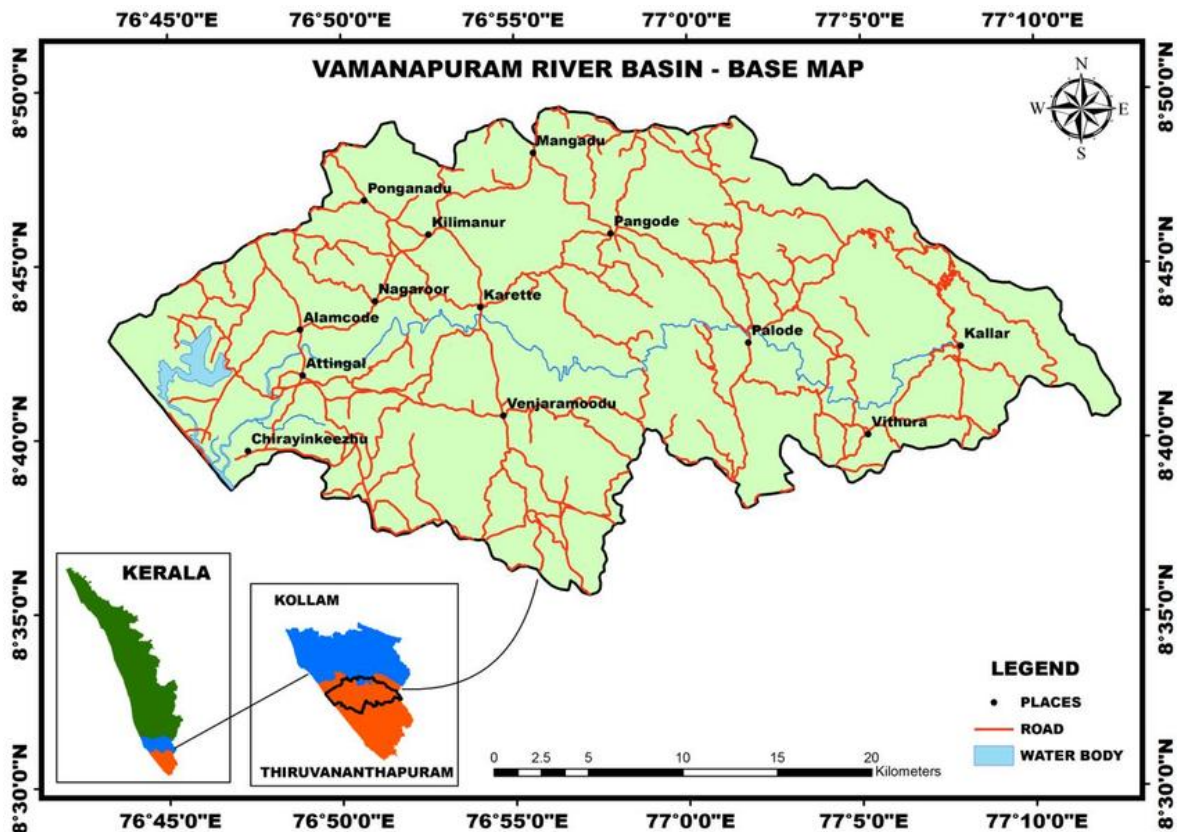 76°45'0"E 76°50'0"E 76°55'0"E 77°0'0"E 77°5'0"E 77°10'0"E
VAMANAPURAM RIVER BASIN - BASE MAP
N
W E
S
8°50'0"N 8°50'0"N
Mangadu
Ponganadu
Kilimanur Pangode
8°45'0"N 8°45'0"N
Nagaroor Karette
Alamcode Palode Kallar
Attingal
Venjaramoodu Vithura
8°40'0"N 8°40'0"N
Chirayinkeezhu
KERALA
KOLLAM
8°35'0"N 8°35'0"N
LEGEND
PLACES
ROAD
WATER BODY
THIRUVANANTHAPURAM
0 2.5 5 10 15 20
Kilometers
8°30'0"N 8°30'0"N
76°45'0"E 76°50'0"E 76°55'0"E 77°0'0"E 77°5'0"E 77°10'0"E